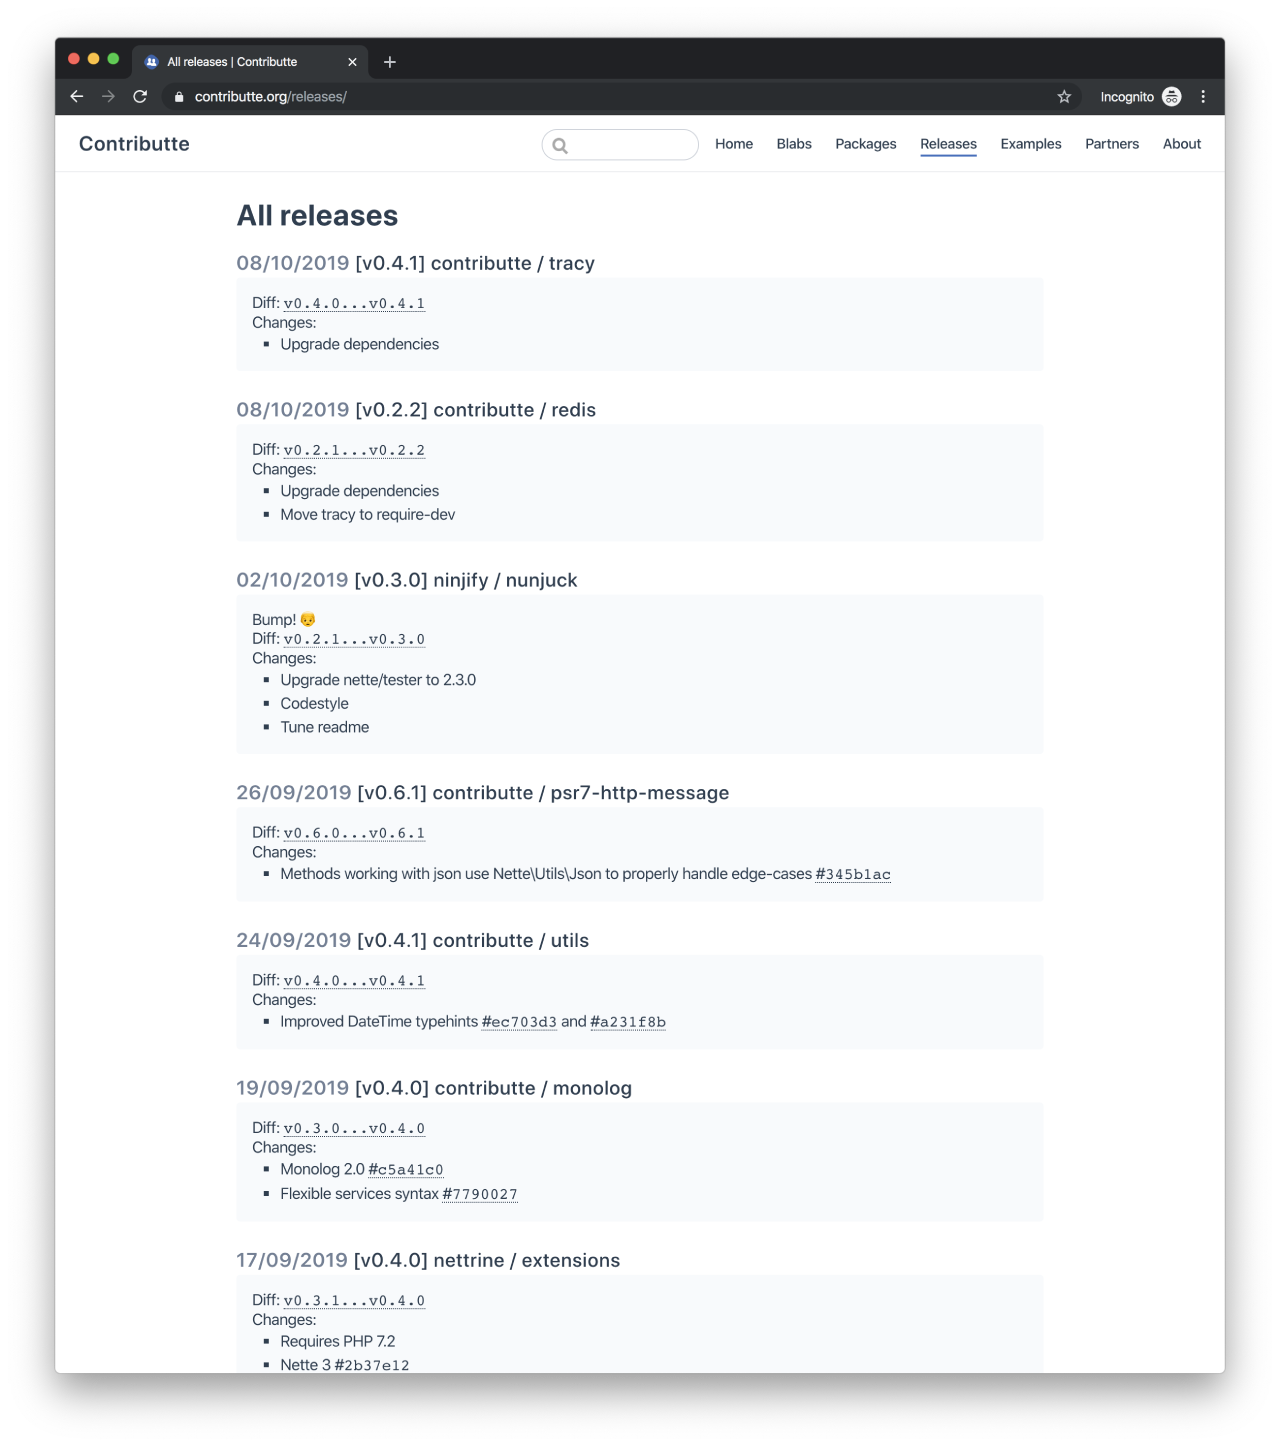 All releases | Contributte
contributte.org/releases/
Incognito
Contributte
Home Blabs Packages Releases Examples Partners About
All releases
08/10/2019 [v0.4.1] contributte / tracy
Diff: v0.4.0...v0.4.1
Changes:
▪ Upgrade dependencies
08/10/2019 [v0.2.2] contributte / redis
Diff: v0.2.1...v0.2.2
Changes:
▪ Upgrade dependencies
▪ Move tracy to require-dev
02/10/2019 [v0.3.0] ninjify / nunjuck
Bump! 👴
Diff: v0.2.1...v0.3.0
Changes:
▪ Upgrade nette/tester to 2.3.0
▪ Codestyle
▪ Tune readme
26/09/2019 [v0.6.1] contributte / psr7-http-message
Diff: v0.6.0...v0.6.1
Changes:
▪ Methods working with json use Nette\Utils\Json to properly handle edge-cases #345b1ac
24/09/2019 [v0.4.1] contributte / utils
Diff: v0.4.0...v0.4.1
Changes:
▪ Improved DateTime typehints #ec703d3 and #a231f8b
19/09/2019 [v0.4.0] contributte / monolog
Diff: v0.3.0...v0.4.0
Changes:
▪ Monolog 2.0 #c5a41c0
▪ Flexible services syntax #7790027
17/09/2019 [v0.4.0] nettrine / extensions
Diff: v0.3.1...v0.4.0
Changes:
▪ Requires PHP 7.2
▪ Nette 3 #2b37e12